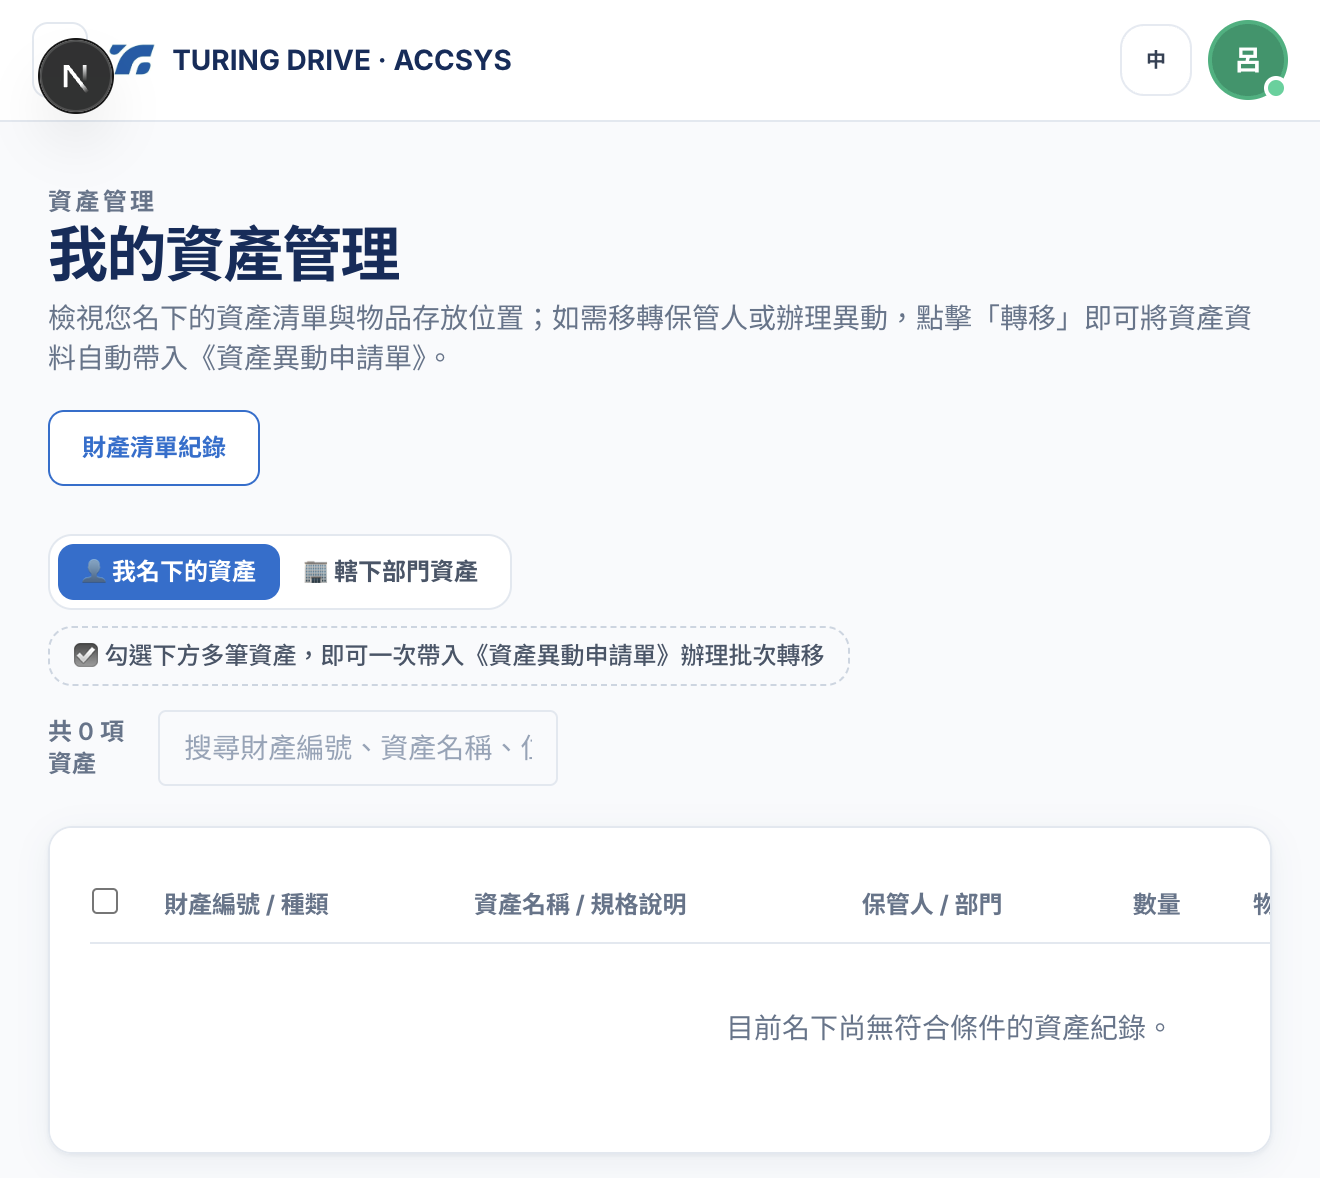 N
TURING DRIVE · ACCSYS
中
呂
資產管理
我的資產管理
檢視您名下的資產清單與物品存放位置；如需移轉保管人或辦理異動，點擊「轉移」即可將資產資
料自動帶入《資產異動申請單》。
財產清單紀錄
我名下的資產
轄下部門資產
勾選下方多筆資產，即可一次帶入《資產異動申請單》辦理批次轉移
共 0 項
資產
搜尋財產編號、資產名稱、
財產編號 / 種類
資產名稱 / 規格說明
保管人 / 部門
數量
物
目前名下尚無符合條件的資產紀錄。